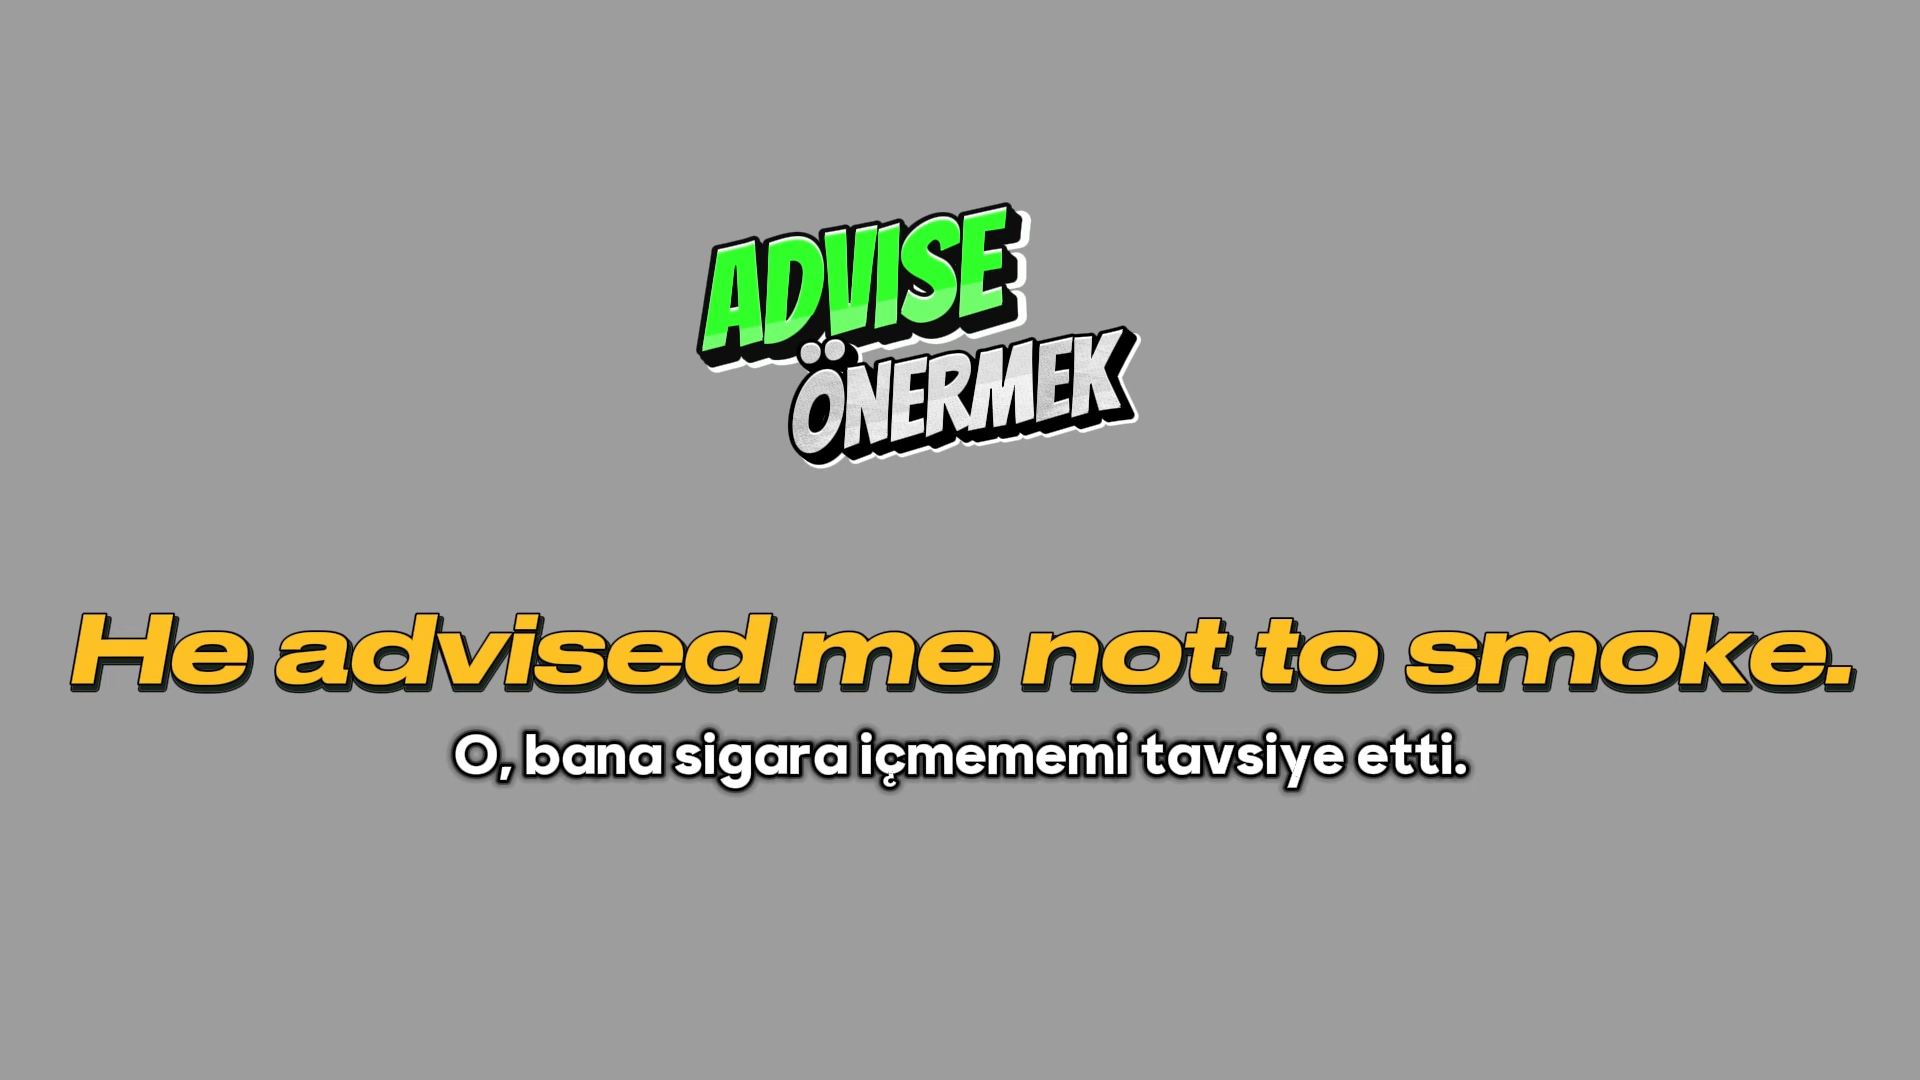 ADVISE
ÖNERMEK
He advised me not to smoke.
O, bana sigara içmememi tavsiye etti.